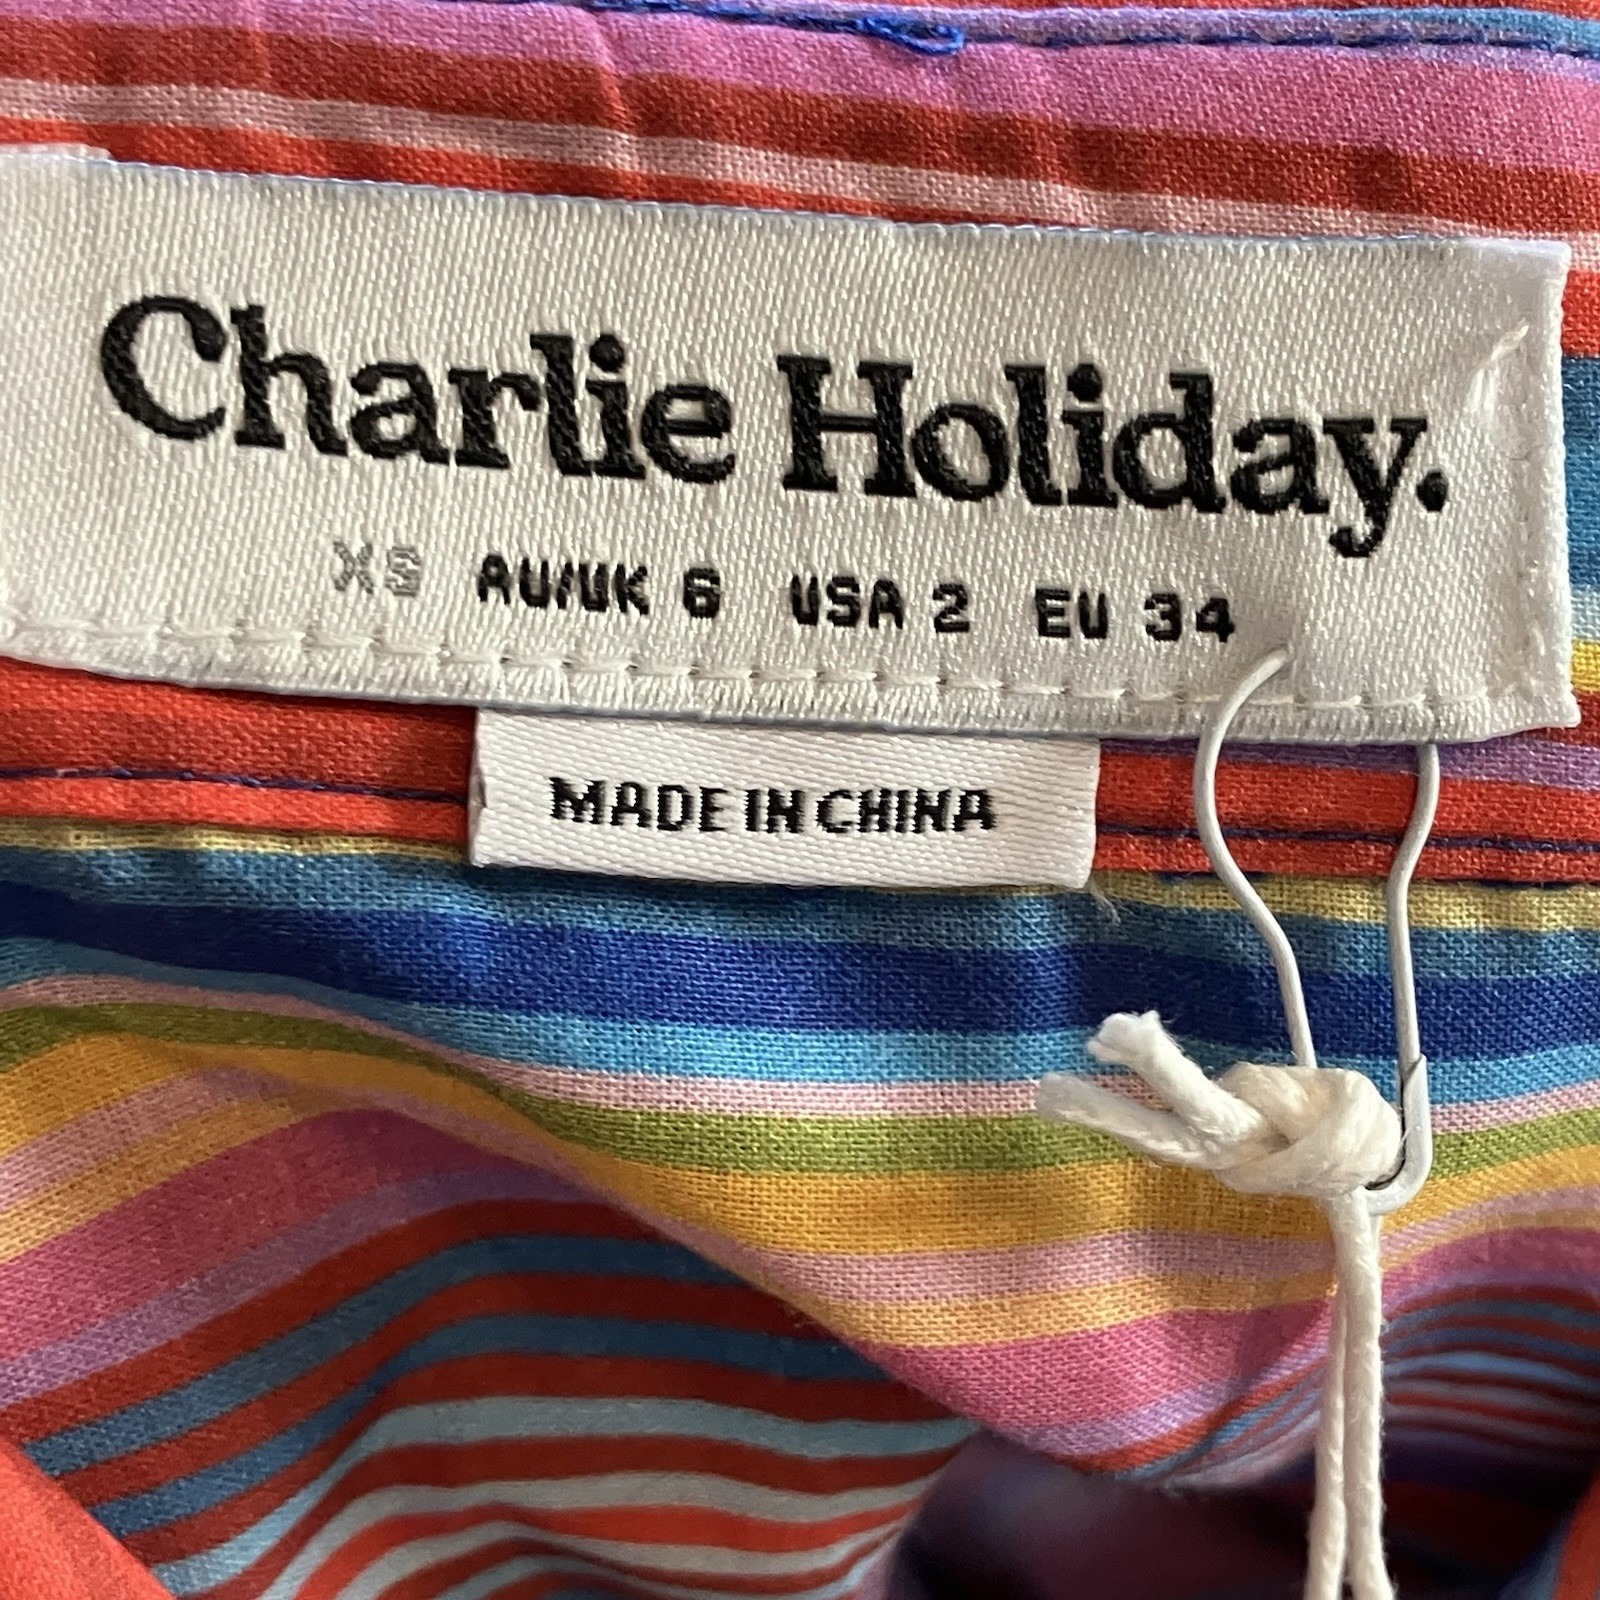 Charlie Holiday.
XS AU/UK 6 USA 2 EU 34
MADE IN CHINA